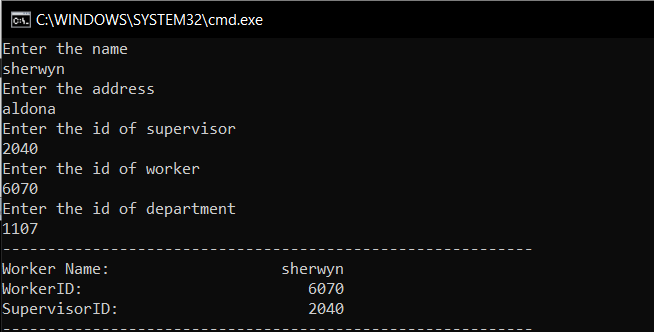 C:\WINDOWS\SYSTEM32\cmd.exe
Enter the name
sherwyn
Enter the address
aldona
Enter the id of supervisor
2040
Enter the id of worker
6070
Enter the id of department
1107
-----------------------------------------------------------
Worker Name:                   sherwyn
WorkerID:                         6070
SupervisorID:                     2040
-----------------------------------------------------------